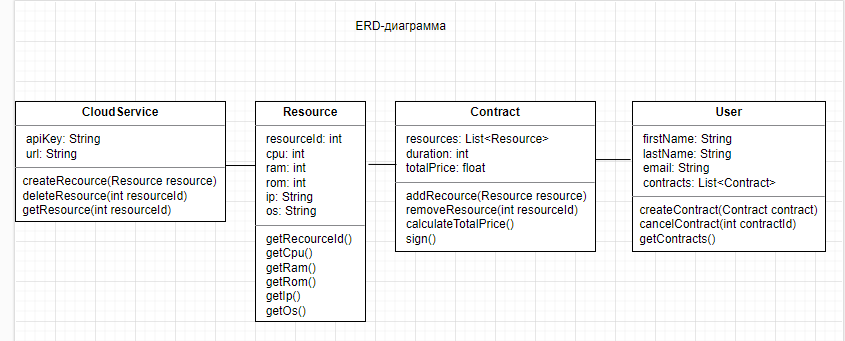 ERD-диаграмма
CloudService
apiKey: String
url: String
createRecource(Resource resource)
deleteResource(int resourceId)
getResource(int resourceId)
Resource
resourceId: int
cpu: int
ram: int
rom: int
ip: String
os: String
getRecourceId()
getCpu()
getRam()
getRom()
getIp()
getOs()
Contract
resources: List<Resource>
duration: int
totalPrice: float
addRecource(Resource resource)
removeResource(int resourceId)
calculateTotalPrice()
sign()
User
firstName: String
lastName: String
email: String
contracts: List<Contract>
createContract(Contract contract)
cancelContract(int contractId)
getContracts()